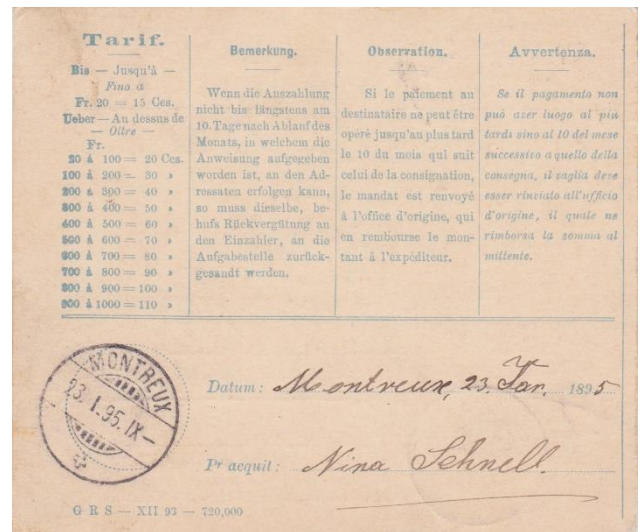 Tarif.
Bis — Jusqu'à —
Fino a
Fr. 20 = 15 Ces.
Ueber — Au dessus de
— Oltre —
Fr.
20 à 100 = 20 Ces.
100 à 200 = 30 »
200 à 300 = 40 »
300 à 400 = 50 »
400 à 500 = 60 »
500 à 600 = 70 »
600 à 700 = 80 »
700 à 800 = 90 »
800 à 900 = 100 »
900 à 1000 = 110 »
Bemerkung.
Wenn die Auszahlung
nicht bis längstens am
10. Tage nach Ablauf des
Monats, in welchem die
Anweisung aufgegeben
worden ist, an den Ad-
ressaten erfolgen kann,
so muss dieselbe, be-
hufs Rückvergütung an
den Einzahler, an die
Aufgabestelle zurück-
gesandt werden.
Observation.
Si le paiement au
destinataire ne peut être
opéré jusqu'au plus tard
le 10 du mois qui suit
celui de la consignation,
le mandat est renvoyé
à l'office d'origine, qui
en rembourse le mon-
tant à l'expéditeur.
Avvertenza.
Se il pagamento non
può aver luogo al più
tardi sino al 10 del mese
successivo a quello della
consegna, il vaglia deve
esser rinviato all'ufficio
d'origine, il quale ne
rimborsa la somma al
mittente.
MONTREUX
23. I. 95. IX—
Datum: Montreux, 23. Jan. 1895
Pr acquit: Nina Schnell.
G R S — XII 93 — 720,000